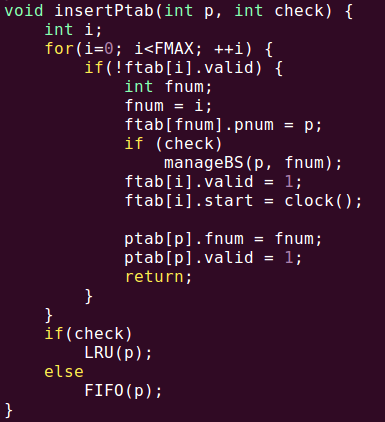 void insertPtab(int p, int check) {
    int i;
    for(i=0; i<FMAX; ++i) {
        if(!ftab[i].valid) {
            int fnum;
            fnum = i;
            ftab[fnum].pnum = p;
            if (check)
                manageBS(p, fnum);
            ftab[i].valid = 1;
            ftab[i].start = clock();

            ptab[p].fnum = fnum;
            ptab[p].valid = 1;
            return;
        }
    }
    if(check)
        LRU(p);
    else
        FIFO(p);
}